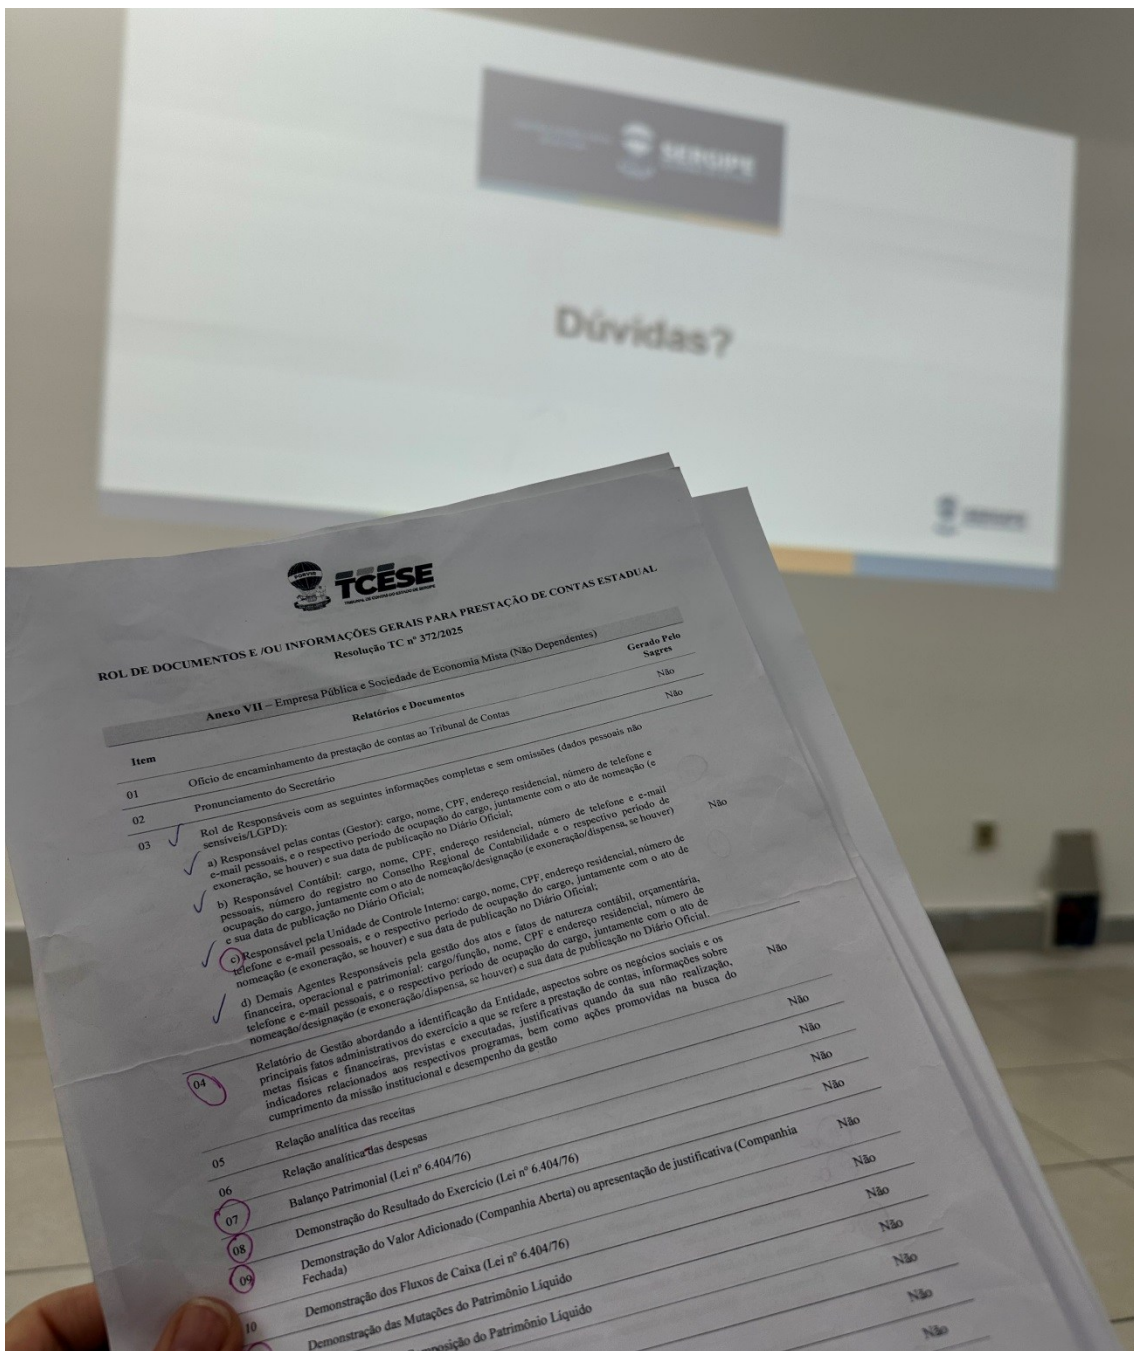 SERGIPE
Dúvidas?
SERGIPE
TCESE
TRIBUNAL DE CONTAS DO ESTADO DE SERGIPE
ROL DE DOCUMENTOS E /OU INFORMAÇÕES GERAIS PARA PRESTAÇÃO DE CONTAS ESTADUAL
Resolução TC nº 372/2025
Anexo VII – Empresa Pública e Sociedade de Economia Mista (Não Dependentes)
Item Relatórios e Documentos Gerado Pelo
Sagres
01 Ofício de encaminhamento da prestação de contas ao Tribunal de Contas Não
02 Pronunciamento do Secretário Não
03 Rol de Responsáveis com as seguintes informações completas e sem omissões (dados pessoais não
sensíveis/LGPD):
a) Responsável pelas contas (Gestor): cargo, nome, CPF, endereço residencial, número de telefone e
e-mail pessoais, e o respectivo período de ocupação do cargo, juntamente com o ato de nomeação (e
exoneração, se houver) e sua data de publicação no Diário Oficial;
b) Responsável Contábil: cargo, nome, CPF, endereço residencial, número de telefone e e-mail
pessoais, número do registro no Conselho Regional de Contabilidade e o respectivo período de
ocupação do cargo, juntamente com o ato de nomeação/designação (e exoneração/dispensa, se houver)
e sua data de publicação no Diário Oficial; Não
c) Responsável pela Unidade de Controle Interno: cargo, nome, CPF, endereço residencial, número de
telefone e e-mail pessoais, e o respectivo período de ocupação do cargo, juntamente com o ato de
nomeação (e exoneração, se houver) e sua data de publicação no Diário Oficial;
d) Demais Agentes Responsáveis pela gestão dos atos e fatos de natureza contábil, orçamentária,
financeira, operacional e patrimonial: cargo/função, nome, CPF e endereço residencial, número de
telefone e e-mail pessoais, e o respectivo período de ocupação do cargo, juntamente com o ato de
nomeação/designação (e exoneração/dispensa, se houver) e sua data de publicação no Diário Oficial.
04 Relatório de Gestão abordando a identificação da Entidade, aspectos sobre os negócios sociais e os
principais fatos administrativos do exercício a que se refere a prestação de contas, informações sobre
metas físicas e financeiras, previstas e executadas, justificativas quando da sua não realização,
indicadores relacionados aos respectivos programas, bem como ações promovidas na busca do
cumprimento da missão institucional e desempenho da gestão Não
05 Relação analítica das receitas Não
06 Relação analítica das despesas Não
07 Balanço Patrimonial (Lei nº 6.404/76) Não
08 Demonstração do Resultado do Exercício (Lei nº 6.404/76) Não
09 Demonstração do Valor Adicionado (Companhia Aberta) ou apresentação de justificativa (Companhia
Fechada) Não
10 Demonstração dos Fluxos de Caixa (Lei nº 6.404/76) Não
Demonstração das Mutações do Patrimônio Líquido Não
do Patrimônio Líquido Não
Não
Não
Não